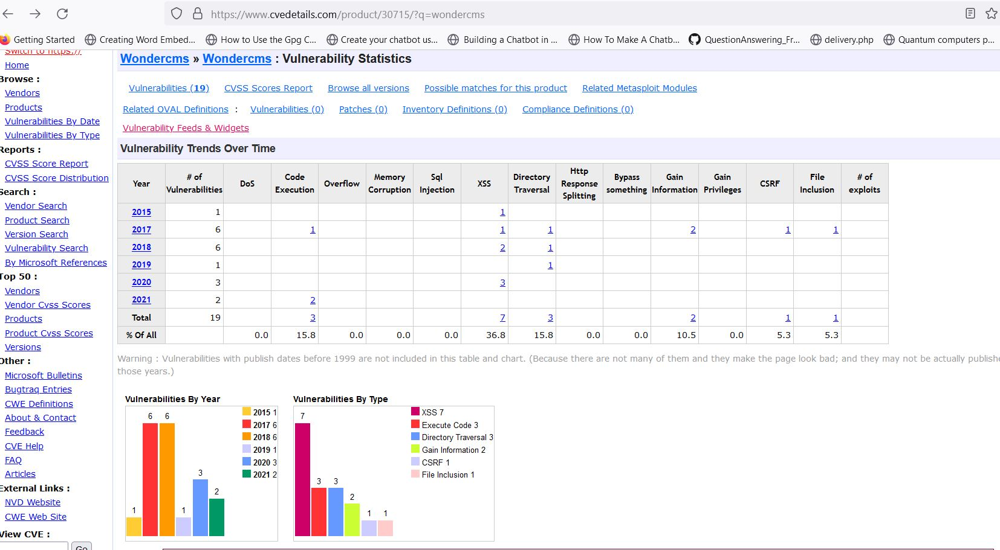 https://www.cvedetails.com/product/30715/?q=wondercms
Getting Started Creating Word Embed... How to Use the Gpg C... Create your chatbot us... Building a Chatbot in ... How To Make A Chatb... QuestionAnswering_Fr... delivery.php Quantum computers p...
Switch to https://
Home
Browse :
Vendors
Products
Vulnerabilities By Date
Vulnerabilities By Type
Reports :
CVSS Score Report
CVSS Score Distribution
Search :
Vendor Search
Product Search
Version Search
Vulnerability Search
By Microsoft References
Top 50 :
Vendors
Vendor Cvss Scores
Products
Product Cvss Scores
Versions
Other :
Microsoft Bulletins
Bugtraq Entries
CWE Definitions
About & Contact
Feedback
CVE Help
FAQ
Articles
External Links :
NVD Website
CWE Web Site
View CVE :
Go
Wondercms » Wondercms : Vulnerability Statistics
Vulnerabilities (19) CVSS Scores Report Browse all versions Possible matches for this product Related Metasploit Modules
Related OVAL Definitions : Vulnerabilities (0) Patches (0) Inventory Definitions (0) Compliance Definitions (0)
Vulnerability Feeds & Widgets
Vulnerability Trends Over Time
Year # of Vulnerabilities DoS Code Execution Overflow Memory Corruption Sql Injection XSS Directory Traversal Http Response Splitting Bypass something Gain Information Gain Privileges CSRF File Inclusion # of exploits
2015 1 1
2017 6 1 1 1 2 1 1
2018 6 2 1
2019 1 1
2020 3 3
2021 2 2
Total 19 3 7 3 2 1 1
% Of All 0.0 15.8 0.0 0.0 0.0 36.8 15.8 0.0 0.0 10.5 0.0 5.3 5.3
Warning : Vulnerabilities with publish dates before 1999 are not included in this table and chart. (Because there are not many of them and they make the page look bad; and they may not be actually publishe
those years.)
Vulnerabilities By Year
1 6 6 1 3 2
2015 1
2017 6
2018 6
2019 1
2020 3
2021 2
Vulnerabilities By Type
7 3 3 2 1 1
XSS 7
Execute Code 3
Directory Traversal 3
Gain Information 2
CSRF 1
File Inclusion 1